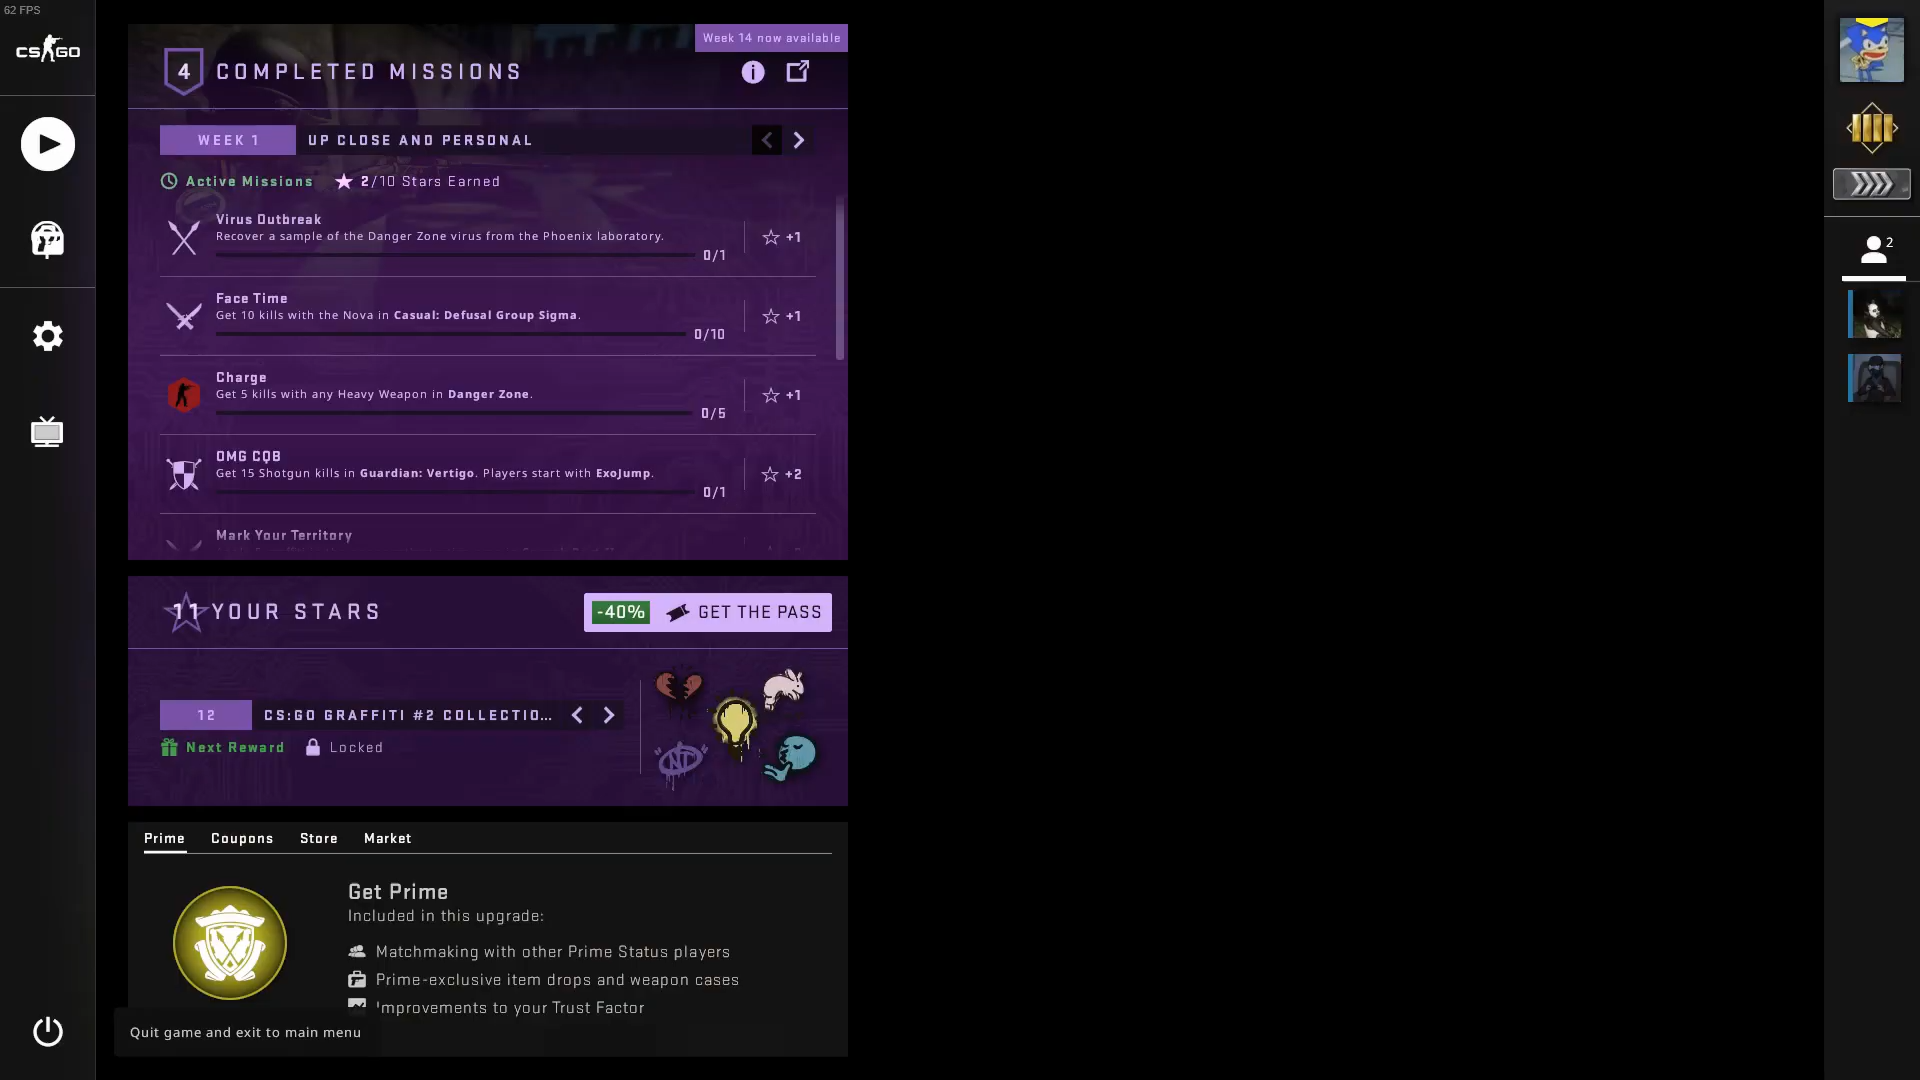 62 FPS
CS GO
Week 14 now available
4 COMPLETED MISSIONS
i
WEEK 1 UP CLOSE AND PERSONAL
Active Missions 2/10 Stars Earned
Virus Outbreak
Recover a sample of the Danger Zone virus from the Phoenix laboratory.
0/1
+1
Face Time
Get 10 kills with the Nova in Casual: Defusal Group Sigma.
0/10
+1
Charge
Get 5 kills with any Heavy Weapon in Danger Zone.
0/5
+1
OMG CQB
Get 15 Shotgun kills in Guardian: Vertigo. Players start with ExoJump.
0/1
+2
Mark Your Territory
11 YOUR STARS
-40% GET THE PASS
12 CS:GO GRAFFITI #2 COLLECTIO...
Next Reward Locked
NT
Prime Coupons Store Market
Get Prime
Included in this upgrade:
Matchmaking with other Prime Status players
Prime-exclusive item drops and weapon cases
Improvements to your Trust Factor
Quit game and exit to main menu
2